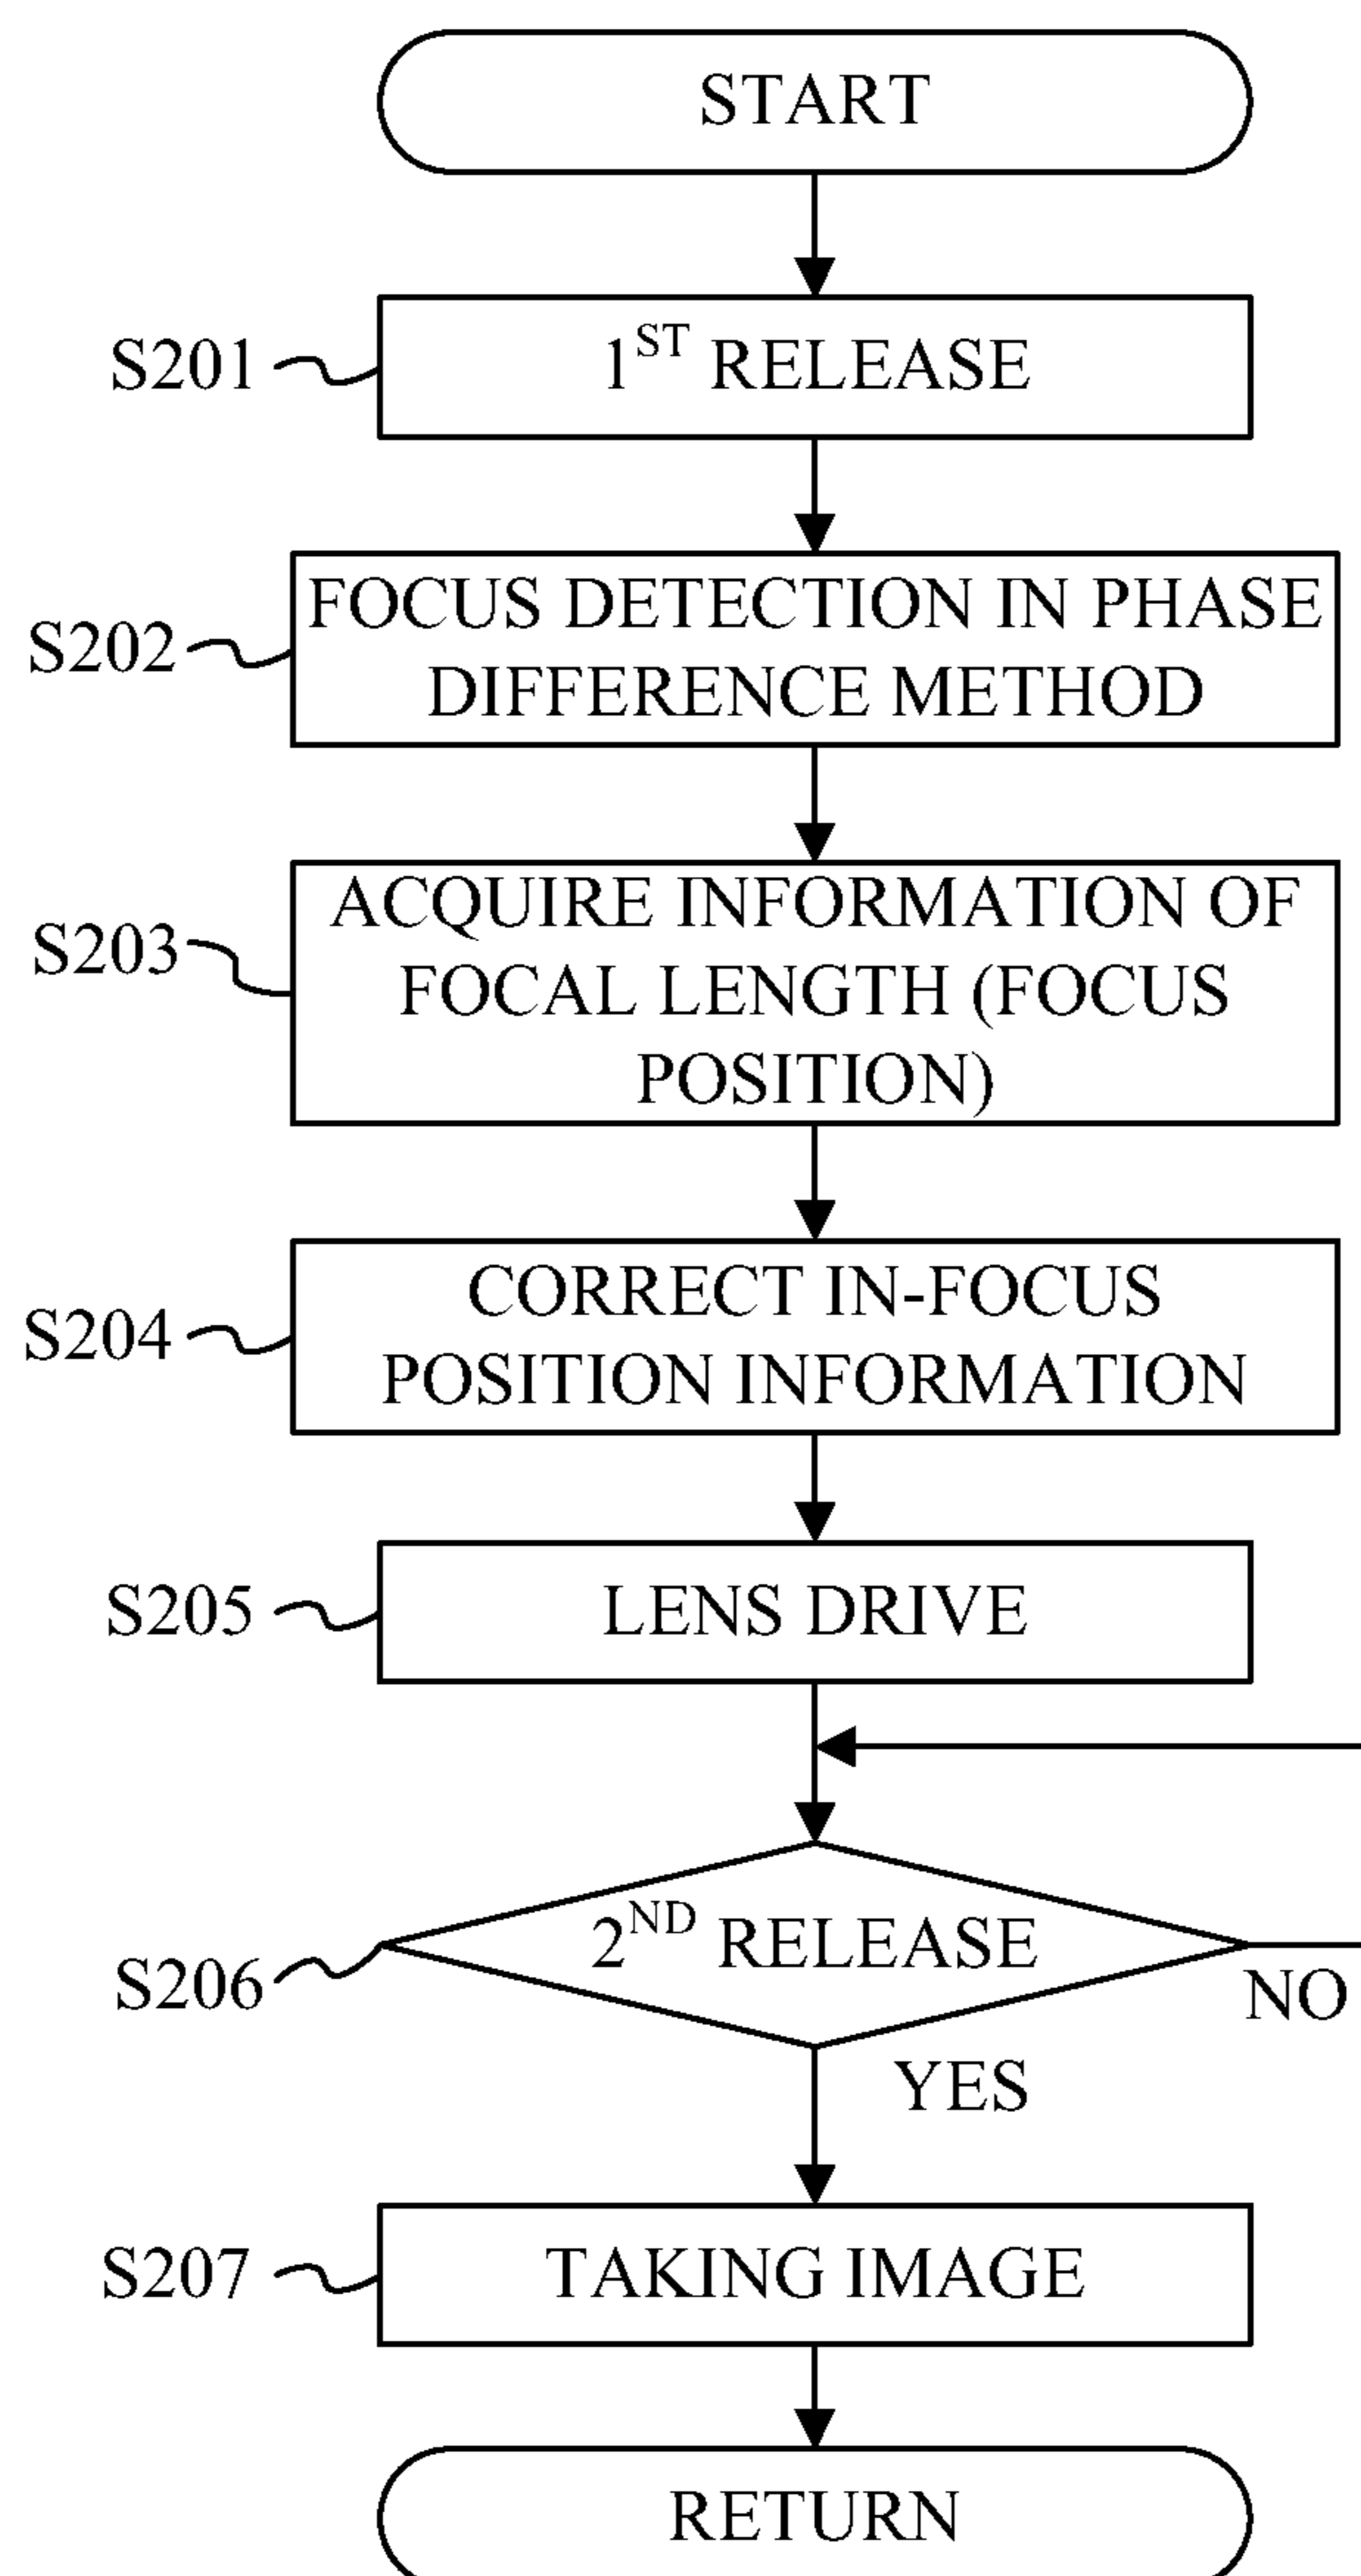 START
S201
1ST RELEASE
S202
FOCUS DETECTION IN PHASE
DIFFERENCE METHOD
S203
ACQUIRE INFORMATION OF
FOCAL LENGTH (FOCUS
POSITION)
S204
CORRECT IN-FOCUS
POSITION INFORMATION
S205
LENS DRIVE
S206
2ND RELEASE
NO
YES
S207
TAKING IMAGE
RETURN